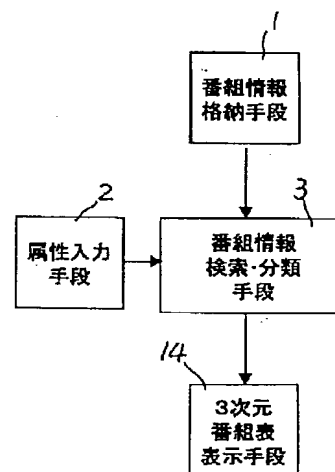 1
番組情報
格納手段
2
属性入力
手段
3
番組情報
検索・分類
手段
14
3次元
番組表
表示手段